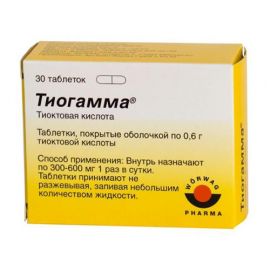 30 таблеток
Тиогамма®
Тиоктовая кислота
Таблетки, покрытые оболочкой по 0,6 г
тиоктовой кислоты
Способ применения: Внутрь назначают
по 300-600 мг 1 раз в сутки.
Таблетки принимают не
разжевывая, запивая небольшим
количеством жидкости.
WÖRWAG
PHARMA